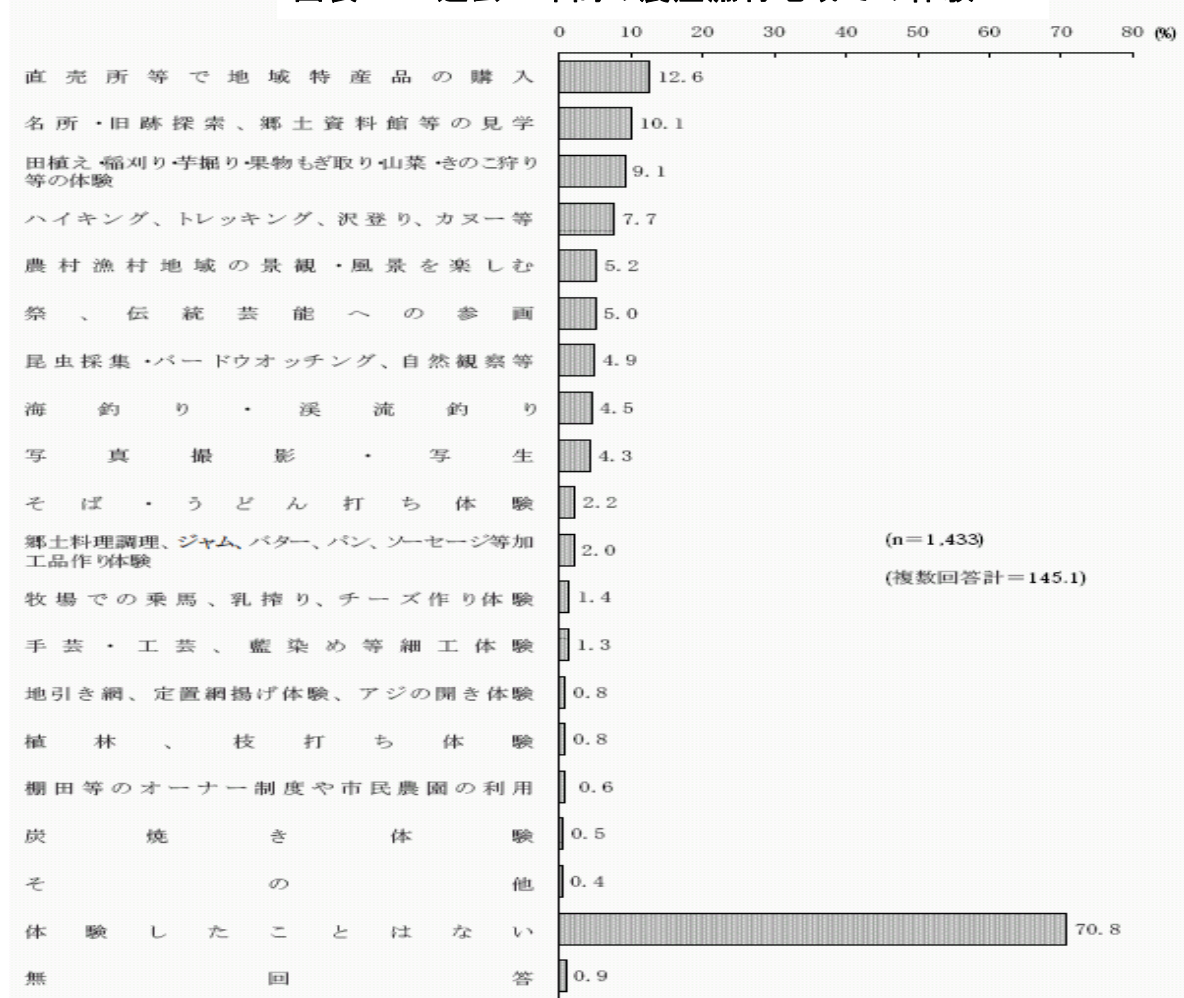 0 10 20 30 40 50 60 70 80 (%)
直売所等で地域特産品の購入 12.6
名所・旧跡探索、郷土資料館等の見学 10.1
田植え・稲刈り・芋掘り・果物もぎ取り・山菜・きのこ狩り
等の体験 9.1
ハイキング、トレッキング、沢登り、カヌー等 7.7
農村漁村地域の景観・風景を楽しむ 5.2
祭、伝統芸能への参画 5.0
昆虫採集・バードウオッチング、自然観察等 4.9
海釣り・渓流釣り 4.5
写真撮影・写生 4.3
そば・うどん打ち体験 2.2
郷土料理調理、ジャム、バター、パン、ソーセージ等加
工品作り体験 2.0
(n=1,433)
(複数回答計=145.1)
牧場での乗馬、乳搾り、チーズ作り体験 1.4
手芸・工芸、藍染め等細工体験 1.3
地引き網、定置網揚げ体験、アジの開き体験 0.8
植林、枝打ち体験 0.8
棚田等のオーナー制度や市民農園の利用 0.6
炭焼き体験 0.5
その他 0.4
体験したことはない 70.8
無回答 0.9